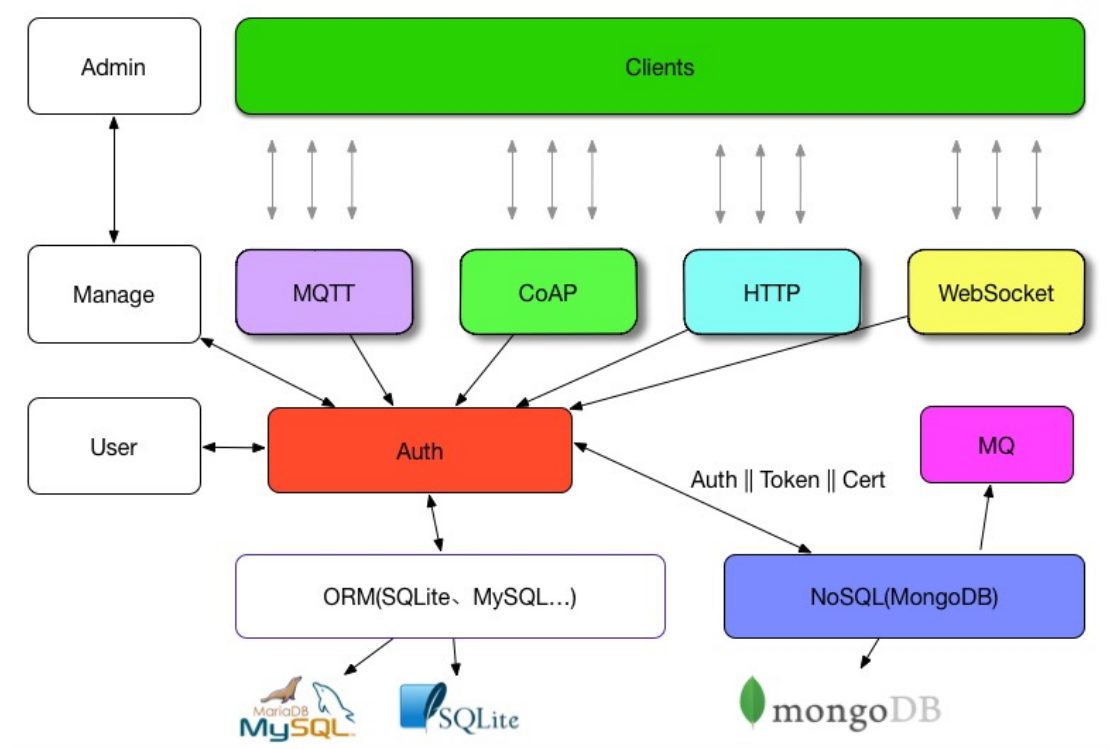 Admin
Clients
Manage
MQTT
CoAP
HTTP
WebSocket
User
Auth
MQ
Auth || Token || Cert
ORM(SQLite、MySQL...)
NoSQL(MongoDB)
MariaDB
MySQL
SQLite
mongoDB